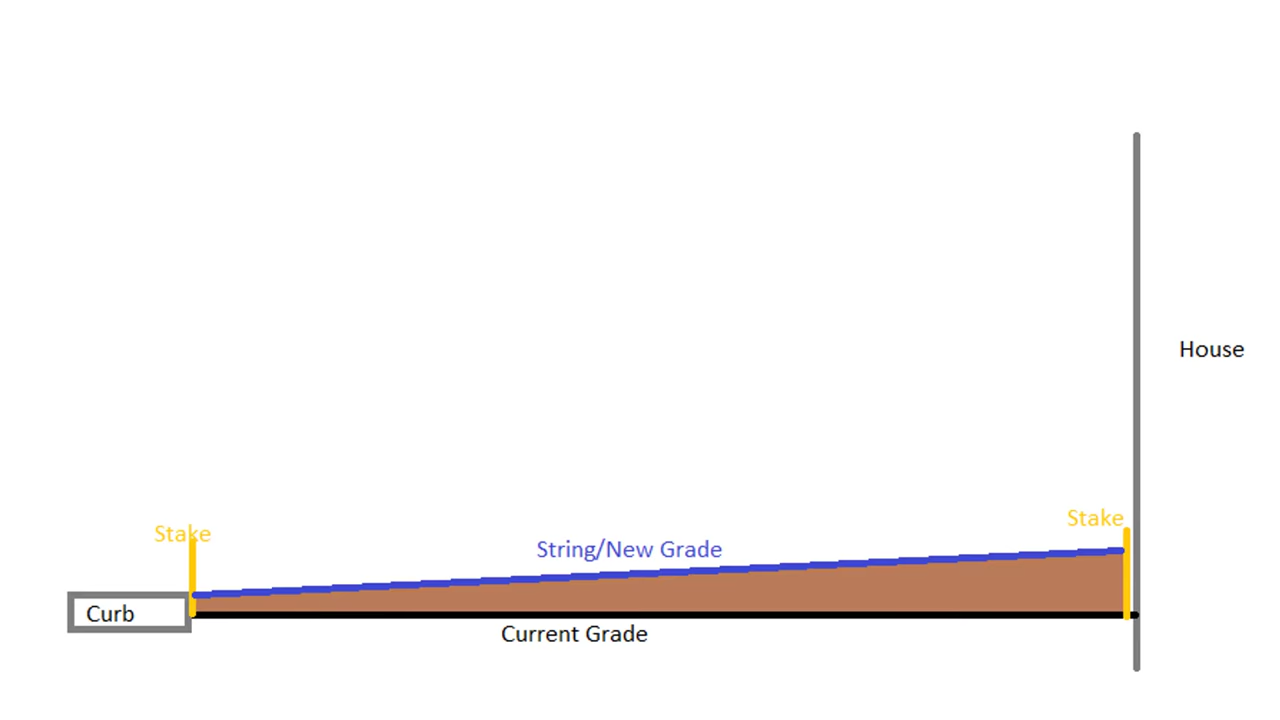 House
Stake
Stake
String/New Grade
Curb
Current Grade